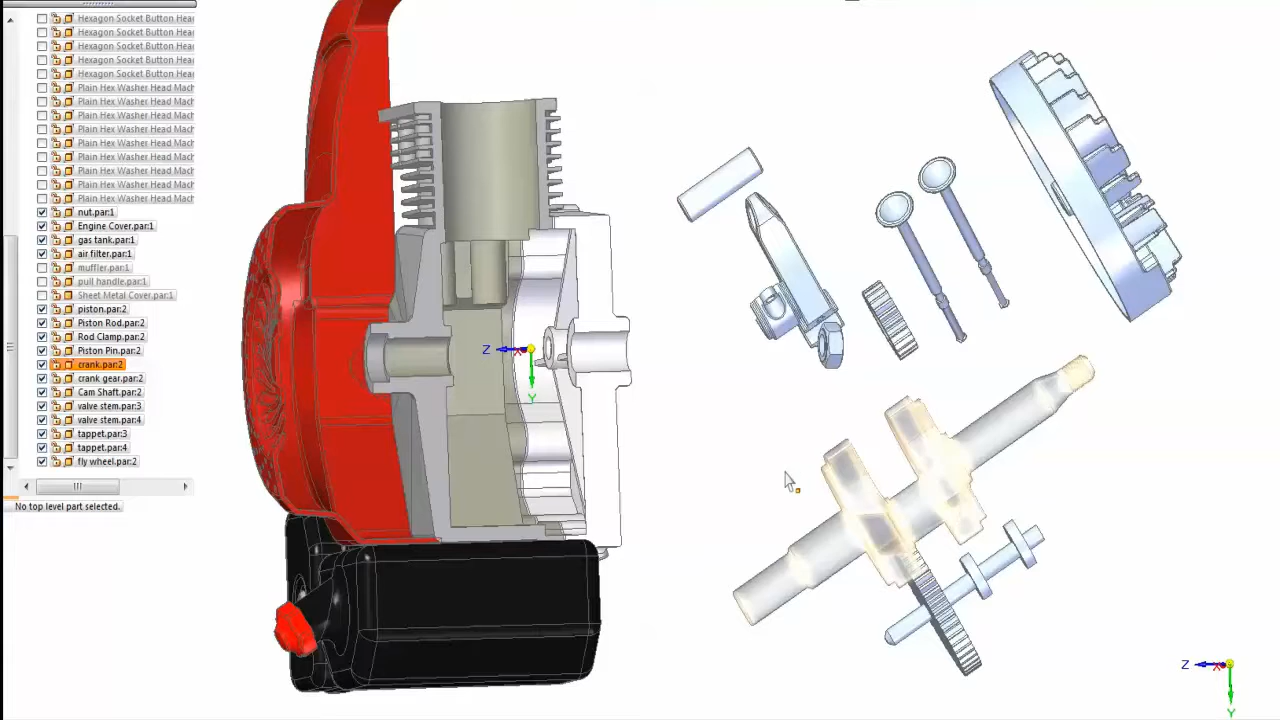 Hexagon Socket Button Hea
Hexagon Socket Button Hea
Hexagon Socket Button Hea
Hexagon Socket Button Hea
Hexagon Socket Button Hea
Plain Hex Washer Head Mach
Plain Hex Washer Head Mach
Plain Hex Washer Head Mach
Plain Hex Washer Head Mach
Plain Hex Washer Head Mach
Plain Hex Washer Head Mach
Plain Hex Washer Head Mach
Plain Hex Washer Head Mach
Plain Hex Washer Head Mach
nut.par:1
Engine Cover.par:1
gas tank.par:1
air filter.par:1
muffler.par:1
pull handle.par:1
Sheet Metal Cover.par:1
piston.par:2
Piston Rod.par:2
Rod Clamp.par:2
Piston Pin.par:2
crank.par:2
crank gear.par:2
Cam Shaft.par:2
valve stem.par:3
valve stem.par:4
tappet.par:3
tappet.par:4
fly wheel.par:2
No top level part selected.
Z X
Y
Z X
Y